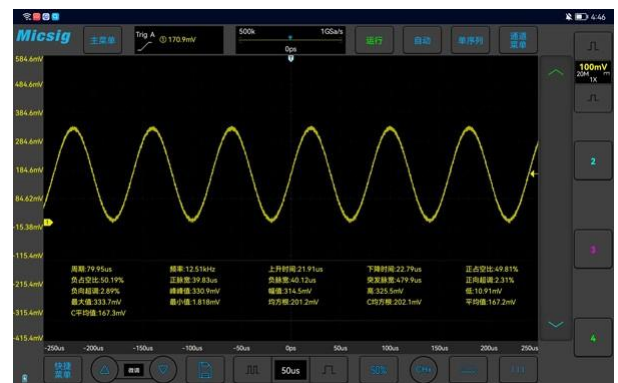 4:46
Micsig
主菜单
Trig A ① 170.9mV
500k 1GSa/s
0ps
运行
自动
单序列
通道
菜单
584.6mV
484.6mV
384.6mV
284.6mV
184.6mV
84.62mV
-15.38mV
-115.4mV
-215.4mV
-315.4mV
-415.4mV
100mV
20M
1X
2
3
4
1
周期:79.95us 频率:12.51kHz 上升时间:21.91us 下降时间:22.79us 正占空比:49.81%
负占空比:50.19% 正脉宽:39.83us 负脉宽:40.12us 突发脉宽:479.9us 正向超调:2.31%
负向超调:2.89% 峰峰值:330.9mV 幅值:314.5mV 高:325.5mV 低:10.91mV
最大值:333.7mV 最小值:1.818mV 均方根:201.2mV C均方根:202.1mV 平均值:167.2mV
C平均值:167.3mV
-250us -200us -150us -100us -50us 0ps 50us 100us 150us 200us 250us
快捷
菜单
微调
50us
50%
CH1